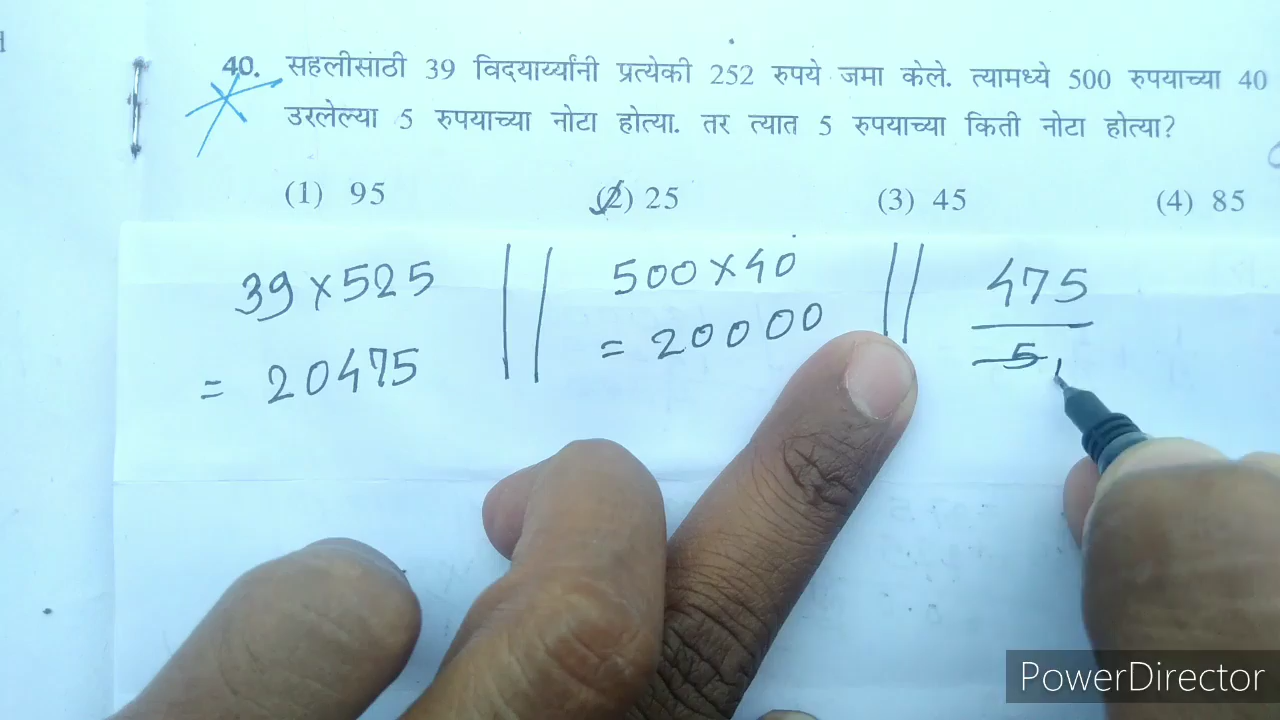 40. सहलीसाठी 39 विदयार्य्यांनी प्रत्येकी 252 रुपये जमा केले. त्यामध्ये 500 रुपयाच्या 40
उरलेल्या 5 रुपयाच्या नोटा होत्या. तर त्यात 5 रुपयाच्या किती नोटा होत्या?
(1) 95 (2) 25 (3) 45 (4) 85
39 × 525 500 × 40 475
= 20475 = 20000 5
PowerDirector